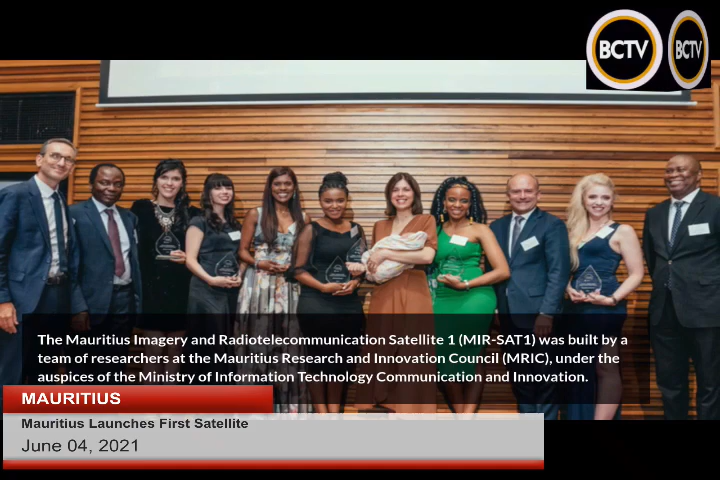 BCTV BCTV
The Mauritius Imagery and Radiotelecommunication Satellite 1 (MIR-SAT1) was built by a
team of researchers at the Mauritius Research and Innovation Council (MRIC), under the
auspices of the Ministry of Information Technology Communication and Innovation.
MAURITIUS
Mauritius Launches First Satellite
June 04, 2021